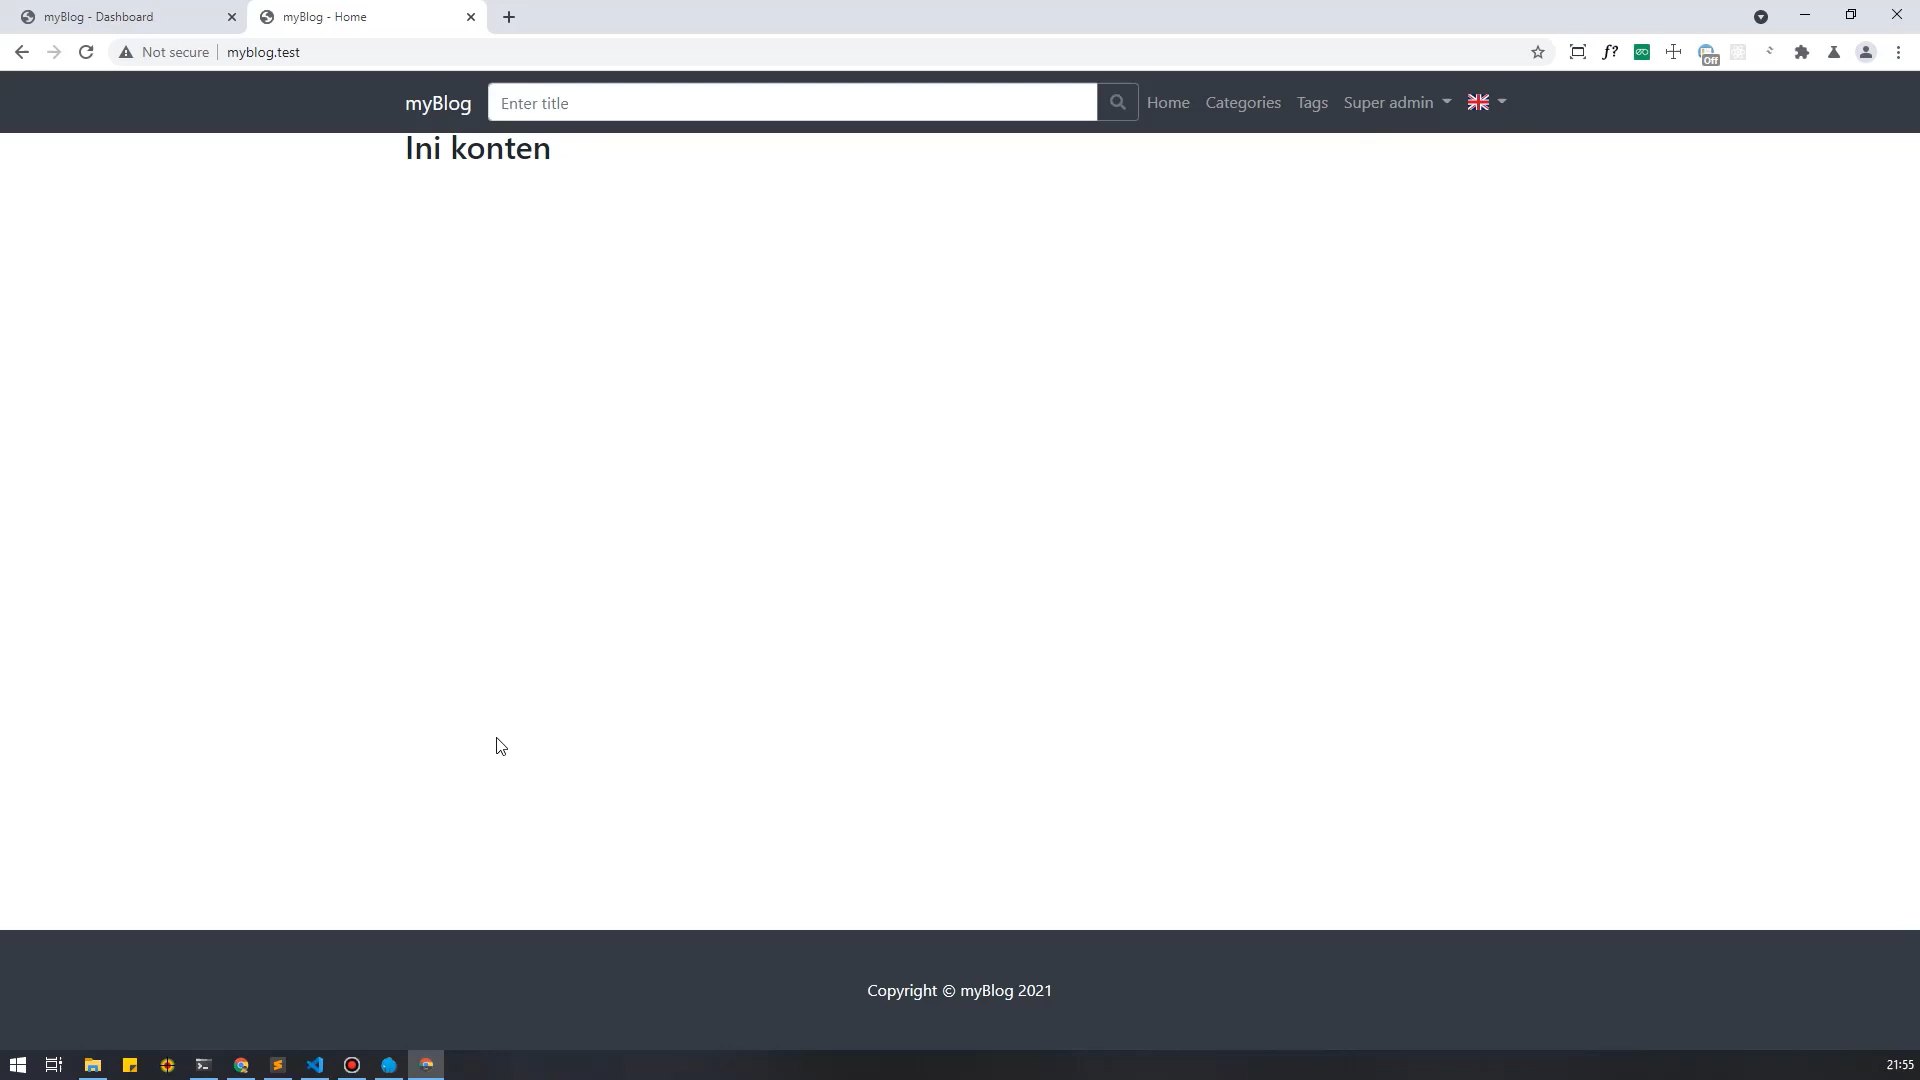 myBlog - Dashboard
myBlog - Home
Not secure
myblog.test
f?
Off
myBlog
Enter title
Home
Categories
Tags
Super admin
Ini konten
Copyright © myBlog 2021
21:55